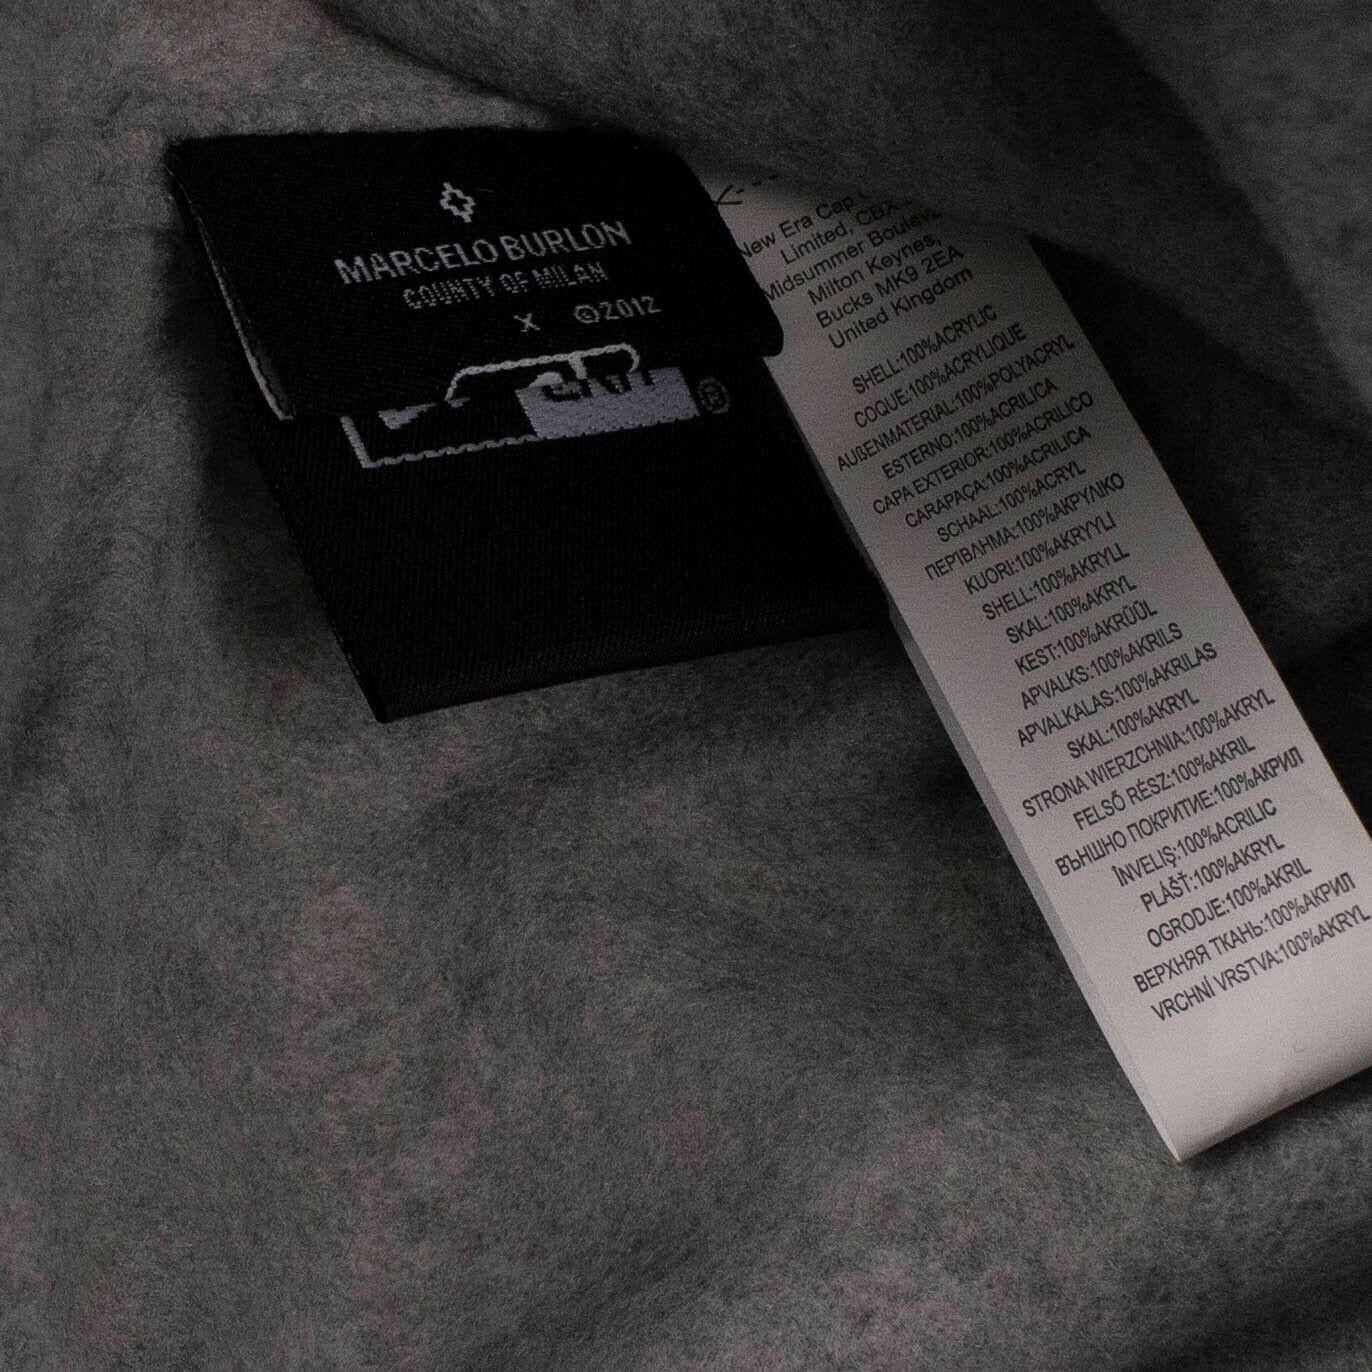 MARCELO BURLON
COUNTY OF MILAN
X ©2012
®
New Era Cap
Limited, CBX
Midsummer Boulev
Milton Keynes,
Bucks MK9 2EA
United Kingdom
SHELL:100%ACRYLIC
COQUE:100%ACRYLIQUE
AUßENMATERIAL:100%POLYACRYL
ESTERNO:100%ACRILICA
CAPA EXTERIOR:100%ACRILICO
CARAPAÇA:100%ACRILICA
SCHAAL:100%ACRYL
ΠΕΡΊΒΛΗΜΑ:100%ΑΚΡΥΛΙΚΟ
KUORI:100%AKRYYLI
SHELL:100%AKRYLL
SKAL:100%AKRYL
KEST:100%AKRÜÜL
APVALKS:100%AKRILS
APVALKALAS:100%AKRILAS
SKAL:100%AKRYL
STRONA WIERZCHNIA:100%AKRYL
FELSŐ RÉSZ:100%AKRIL
ВЪНШНО ПОКРИТИЕ:100%АКРИЛ
ÎNVELIŞ:100%ACRILIC
PLÁŠŤ:100%AKRYL
OGRODJE:100%AKRIL
ВЕРХНЯЯ ТКАНЬ:100%АКРИЛ
VRCHNÍ VRSTVA:100%AKRYL